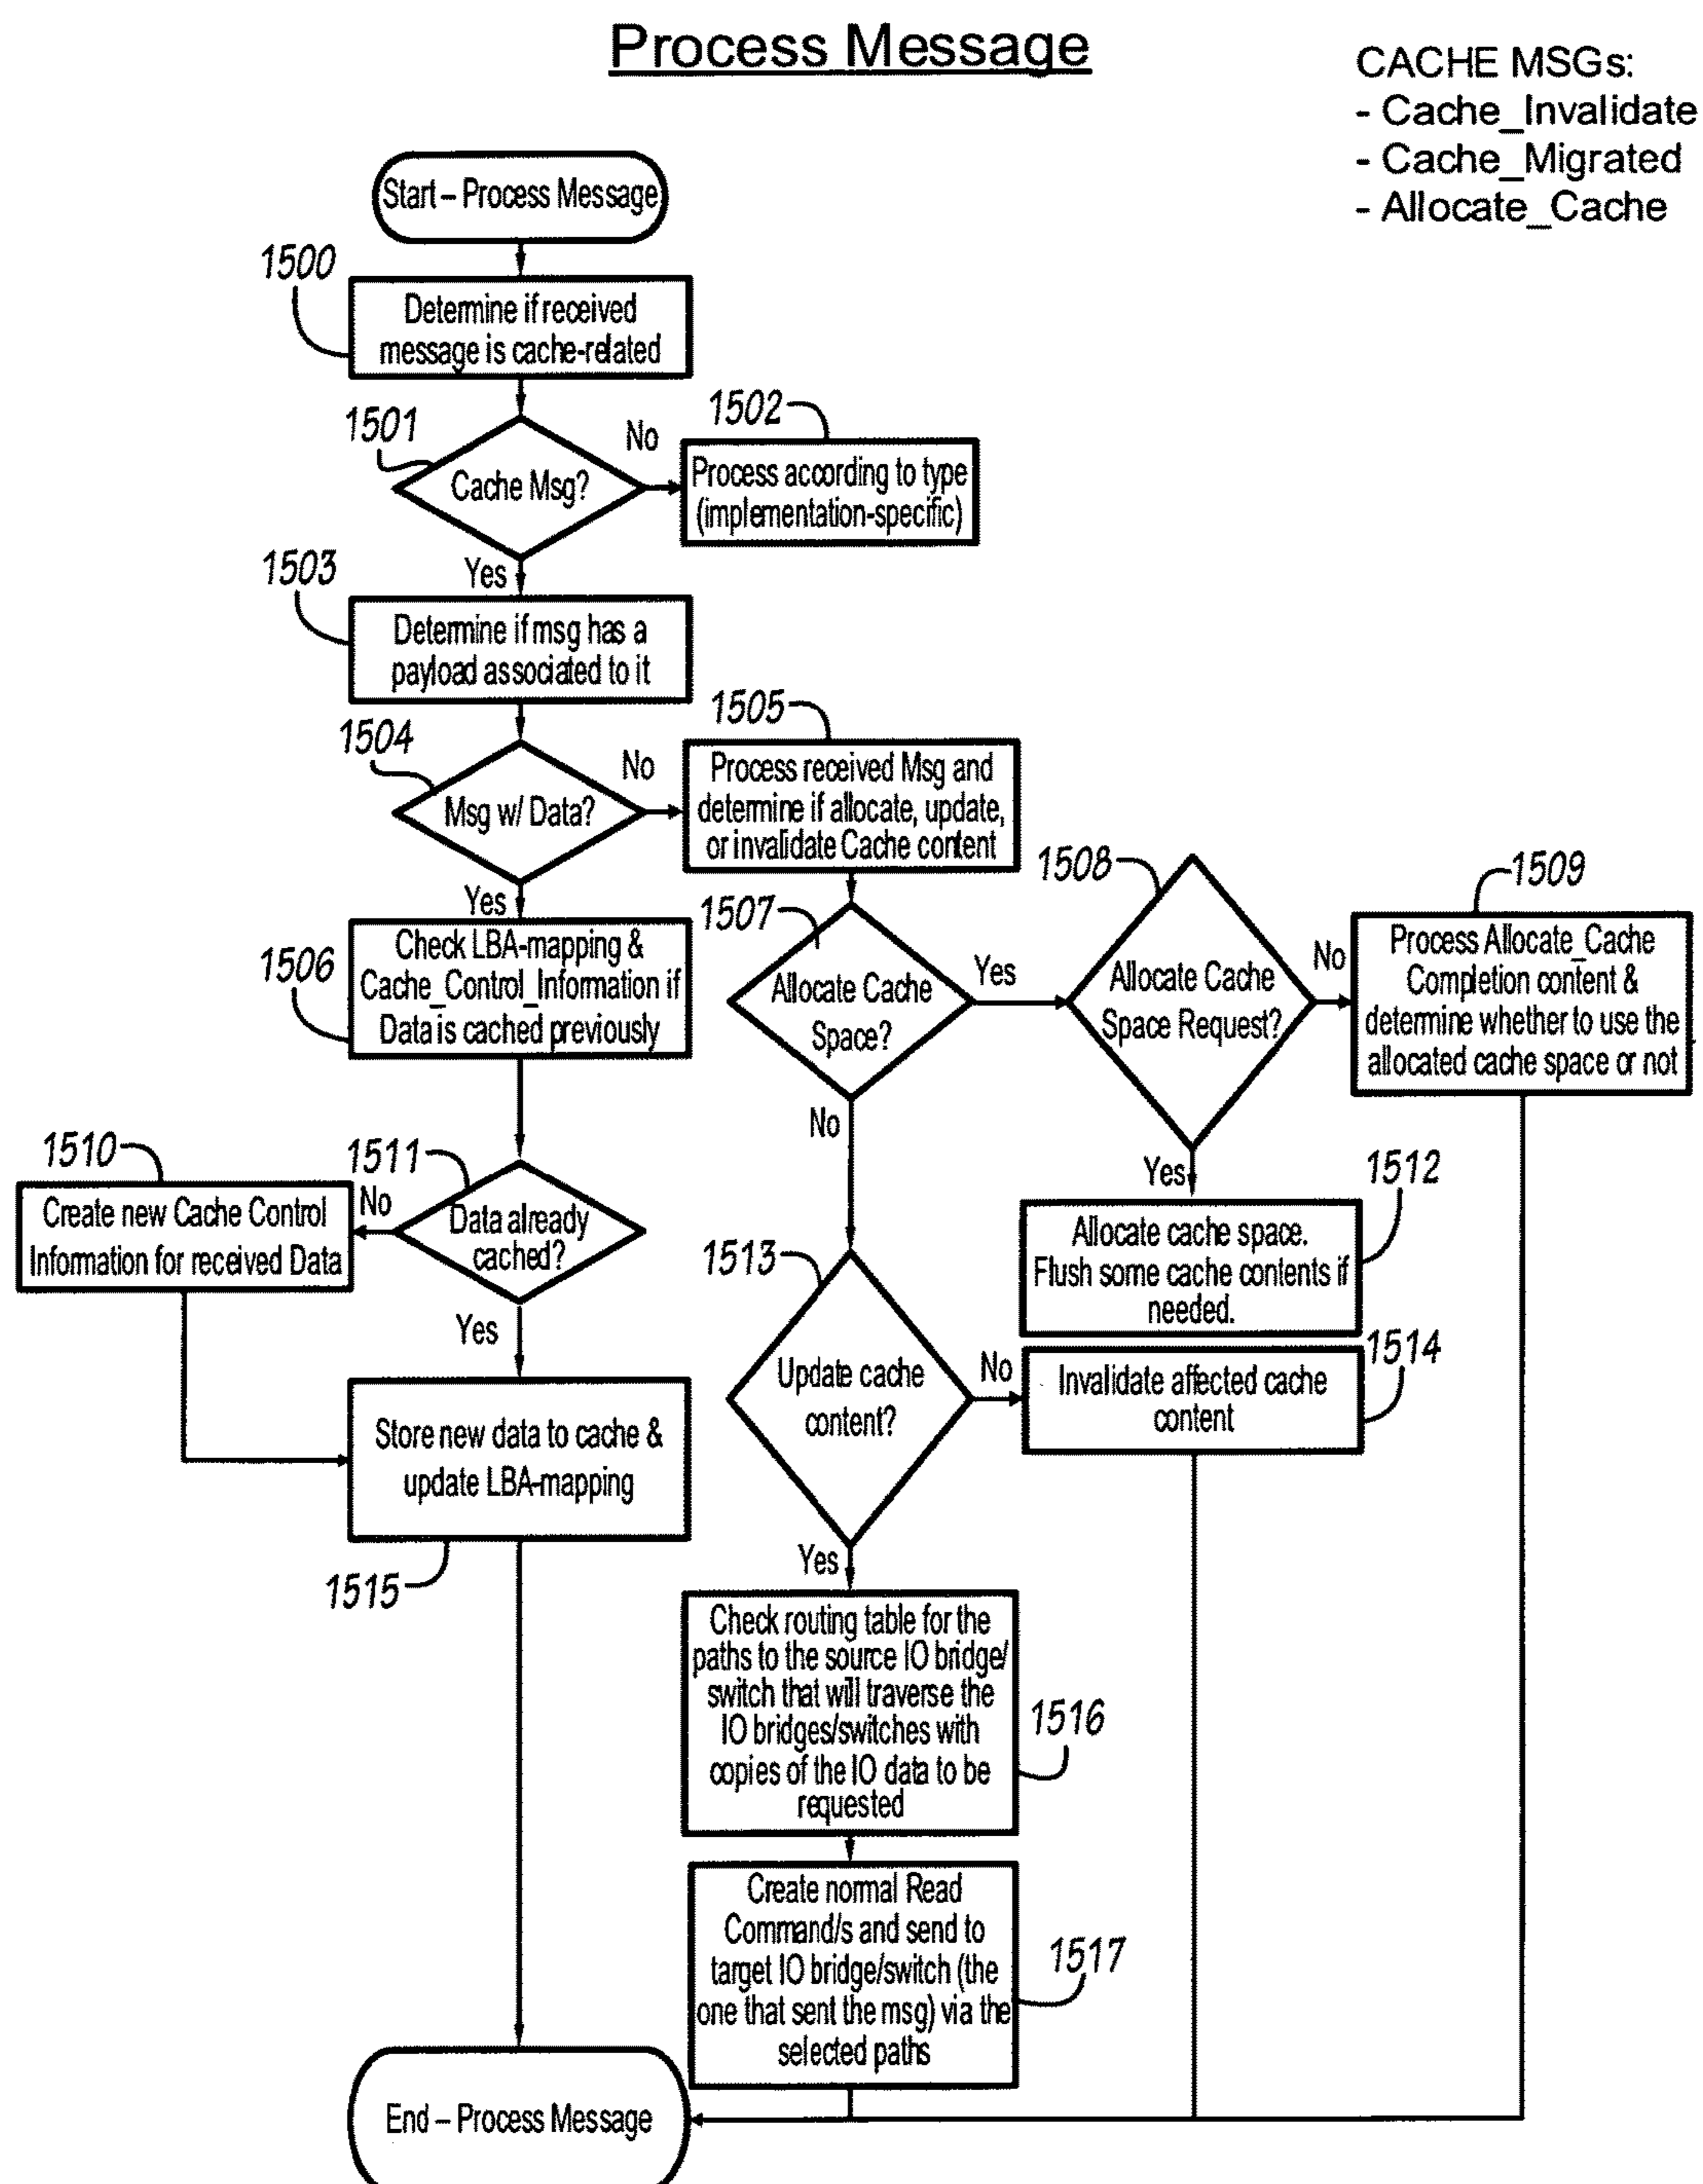 Process Message
CACHE MSGs:
- Cache_Invalidate
- Cache_Migrated
- Allocate_Cache
Start – Process Message
1500
Determine if received
message is cache-related
1501
Cache Msg?
No
1502
Process according to type
(implementation-specific)
Yes
1503
Determine if msg has a
payload associated to it
1504
Msg w/ Data?
No
1505
Process received Msg and
determine if allocate, update,
or invalidate Cache content
Yes
1506
Check LBA-mapping &
Cache_Control_Information if
Data is cached previously
1507
Allocate Cache
Space?
Yes
1508
Allocate Cache
Space Request?
No
1509
Process Allocate_Cache
Completion content &
determine whether to use the
allocated cache space or not
No
1510
Create new Cache Control
Information for received Data
No
1511
Data already
cached?
Yes
Yes
1512
Allocate cache space.
Flush some cache contents if
needed.
1513
Update cache
content?
No
1514
Invalidate affected cache
content
Store new data to cache &
update LBA-mapping
1515
Yes
Check routing table for the
paths to the source IO bridge/
switch that will traverse the
IO bridges/switches with
copies of the IO data to be
requested
1516
Create normal Read
Command/s and send to
target IO bridge/switch (the
one that sent the msg) via the
selected paths
1517
End – Process Message